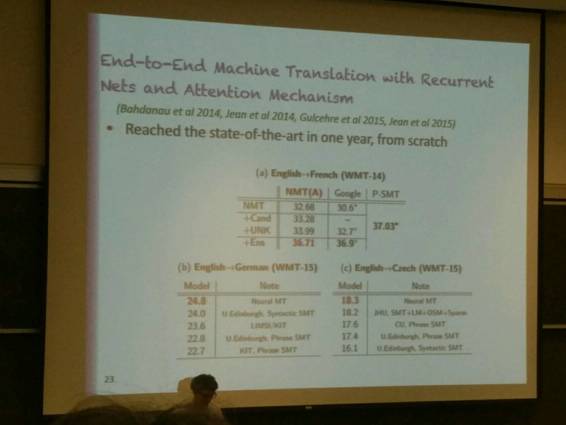 End-to-End Machine Translation with Recurrent
Nets and Attention Mechanism
(Bahdanau et al 2014, Jean et al 2014, Gulcehre et al 2015, Jean et al 2015)
• Reached the state-of-the-art in one year, from scratch
(a) English→French (WMT-14)
NMT(A) Google P-SMT
NMT 32.68 30.6*
+Cand 33.28 –
37.03*
+UNK 33.99 32.7°
+Ens 36.71 36.9°
(b) English→German (WMT-15) (c) English→Czech (WMT-15)
Model Note Model Note
24.8 Neural MT 18.3 Neural MT
24.0 U.Edinburgh, Syntactic SMT 18.2 JHU, SMT+LM+OSM+Sparse
23.6 LIMSI/KIT 17.6 CU, Phrase SMT
22.8 U.Edinburgh, Phrase SMT 17.4 U.Edinburgh, Phrase SMT
22.7 KIT, Phrase SMT 16.1 U.Edinburgh, Syntactic SMT
23